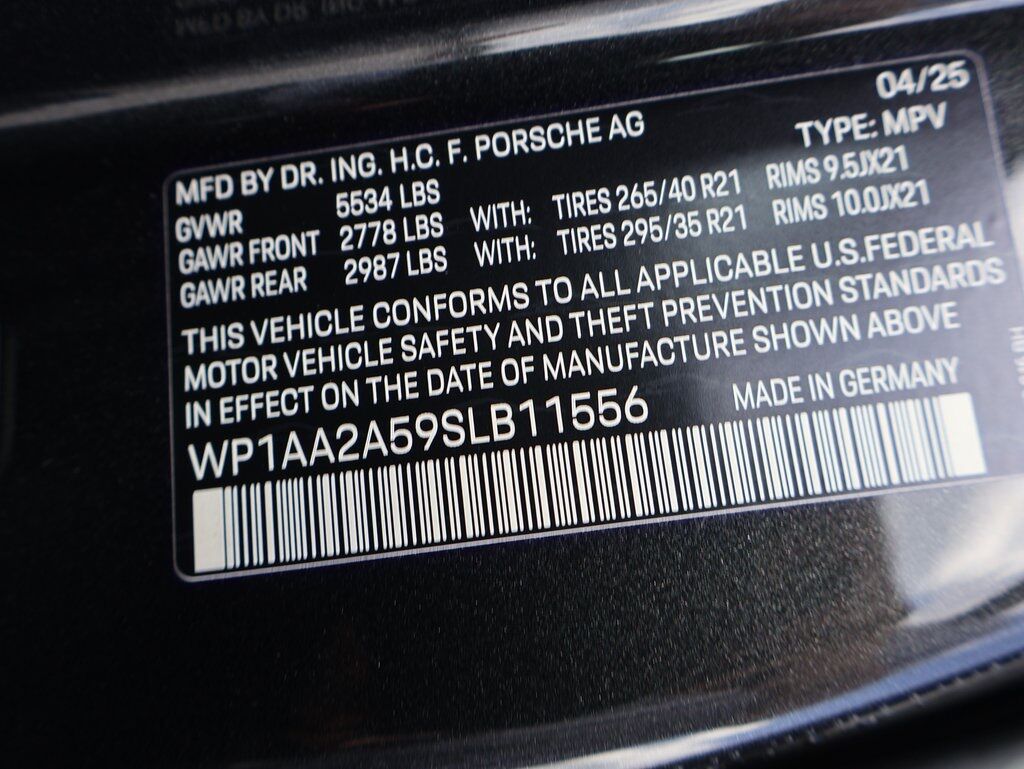 04/25
MFD BY DR. ING. H.C. F. PORSCHE AG TYPE: MPV
GVWR 5534 LBS
GAWR FRONT 2778 LBS WITH: TIRES 265/40 R21 RIMS 9.5JX21
GAWR REAR 2987 LBS WITH: TIRES 295/35 R21 RIMS 10.0JX21
THIS VEHICLE CONFORMS TO ALL APPLICABLE U.S.FEDERAL
MOTOR VEHICLE SAFETY AND THEFT PREVENTION STANDARDS
IN EFFECT ON THE DATE OF MANUFACTURE SHOWN ABOVE
WP1AA2A59SLB11556 MADE IN GERMANY